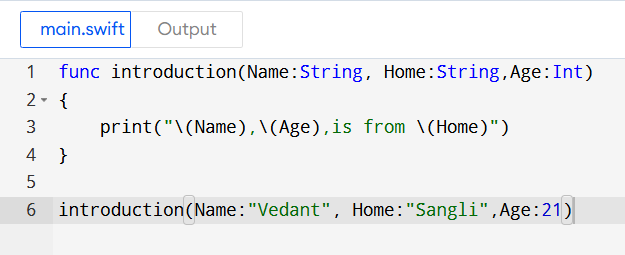 main.swift Output
1 func introduction(Name:String, Home:String,Age:Int)
2 {
3     print("\(Name),\(Age),is from \(Home)")
4 }
5
6 introduction(Name:"Vedant", Home:"Sangli",Age:21)